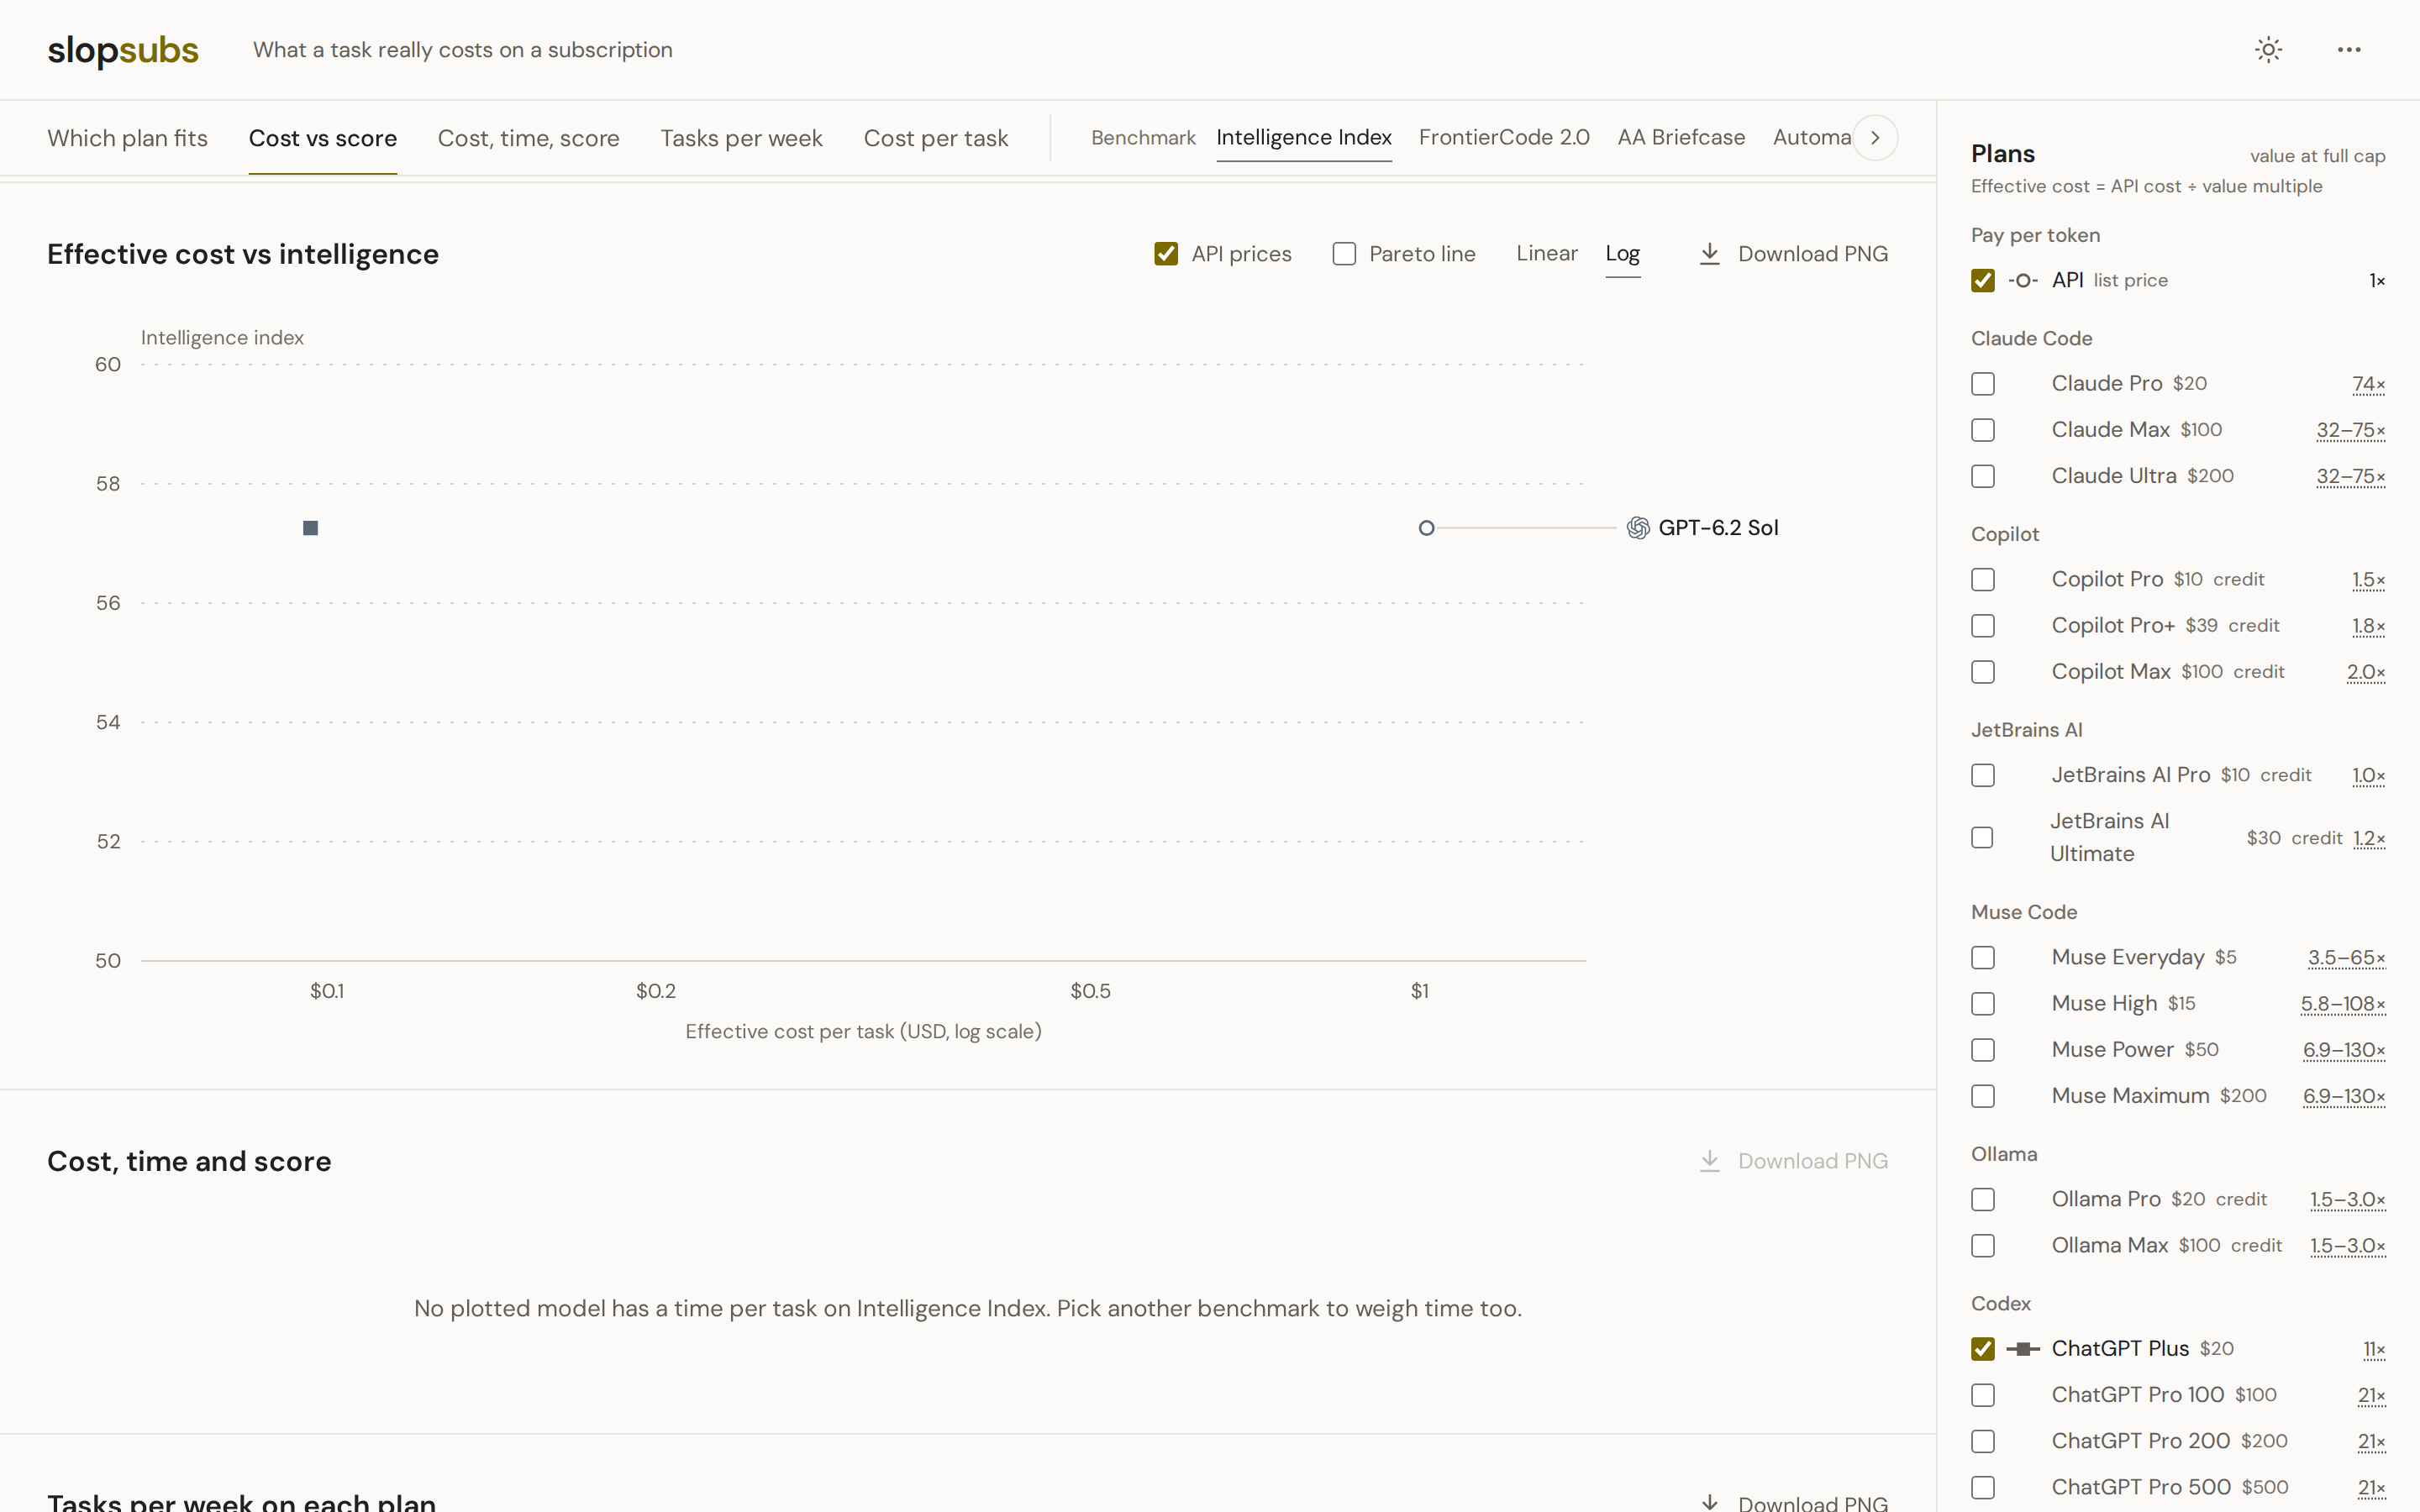 slopsubs
What a task really costs on a subscription
Which plan fits
Cost vs score
Cost, time, score
Tasks per week
Cost per task
Benchmark
Intelligence Index
FrontierCode 2.0
AA Briefcase
Automa
Effective cost vs intelligence
API prices
Pareto line
Linear
Log
Download PNG
Intelligence index
60
58
GPT-6.2 Sol
56
54
52
50
$0.1
$0.2
$0.5
$1
Effective cost per task (USD, log scale)
Cost, time and score
Download PNG
No plotted model has a time per task on Intelligence Index. Pick another benchmark to weigh time too.
Tasks per week on each plan
Download PNG
Plans
value at full cap
Effective cost = API cost ÷ value multiple
Pay per token
API list price 1×
Claude Code
Claude Pro $20 74×
Claude Max $100 32–75×
Claude Ultra $200 32–75×
Copilot
Copilot Pro $10 credit 1.5×
Copilot Pro+ $39 credit 1.8×
Copilot Max $100 credit 2.0×
JetBrains AI
JetBrains AI Pro $10 credit 1.0×
JetBrains AI
Ultimate
$30 credit 1.2×
Muse Code
Muse Everyday $5 3.5–65×
Muse High $15 5.8–108×
Muse Power $50 6.9–130×
Muse Maximum $200 6.9–130×
Ollama
Ollama Pro $20 credit 1.5–3.0×
Ollama Max $100 credit 1.5–3.0×
Codex
ChatGPT Plus $20 11×
ChatGPT Pro 100 $100 21×
ChatGPT Pro 200 $200 21×
ChatGPT Pro 500 $500 21×